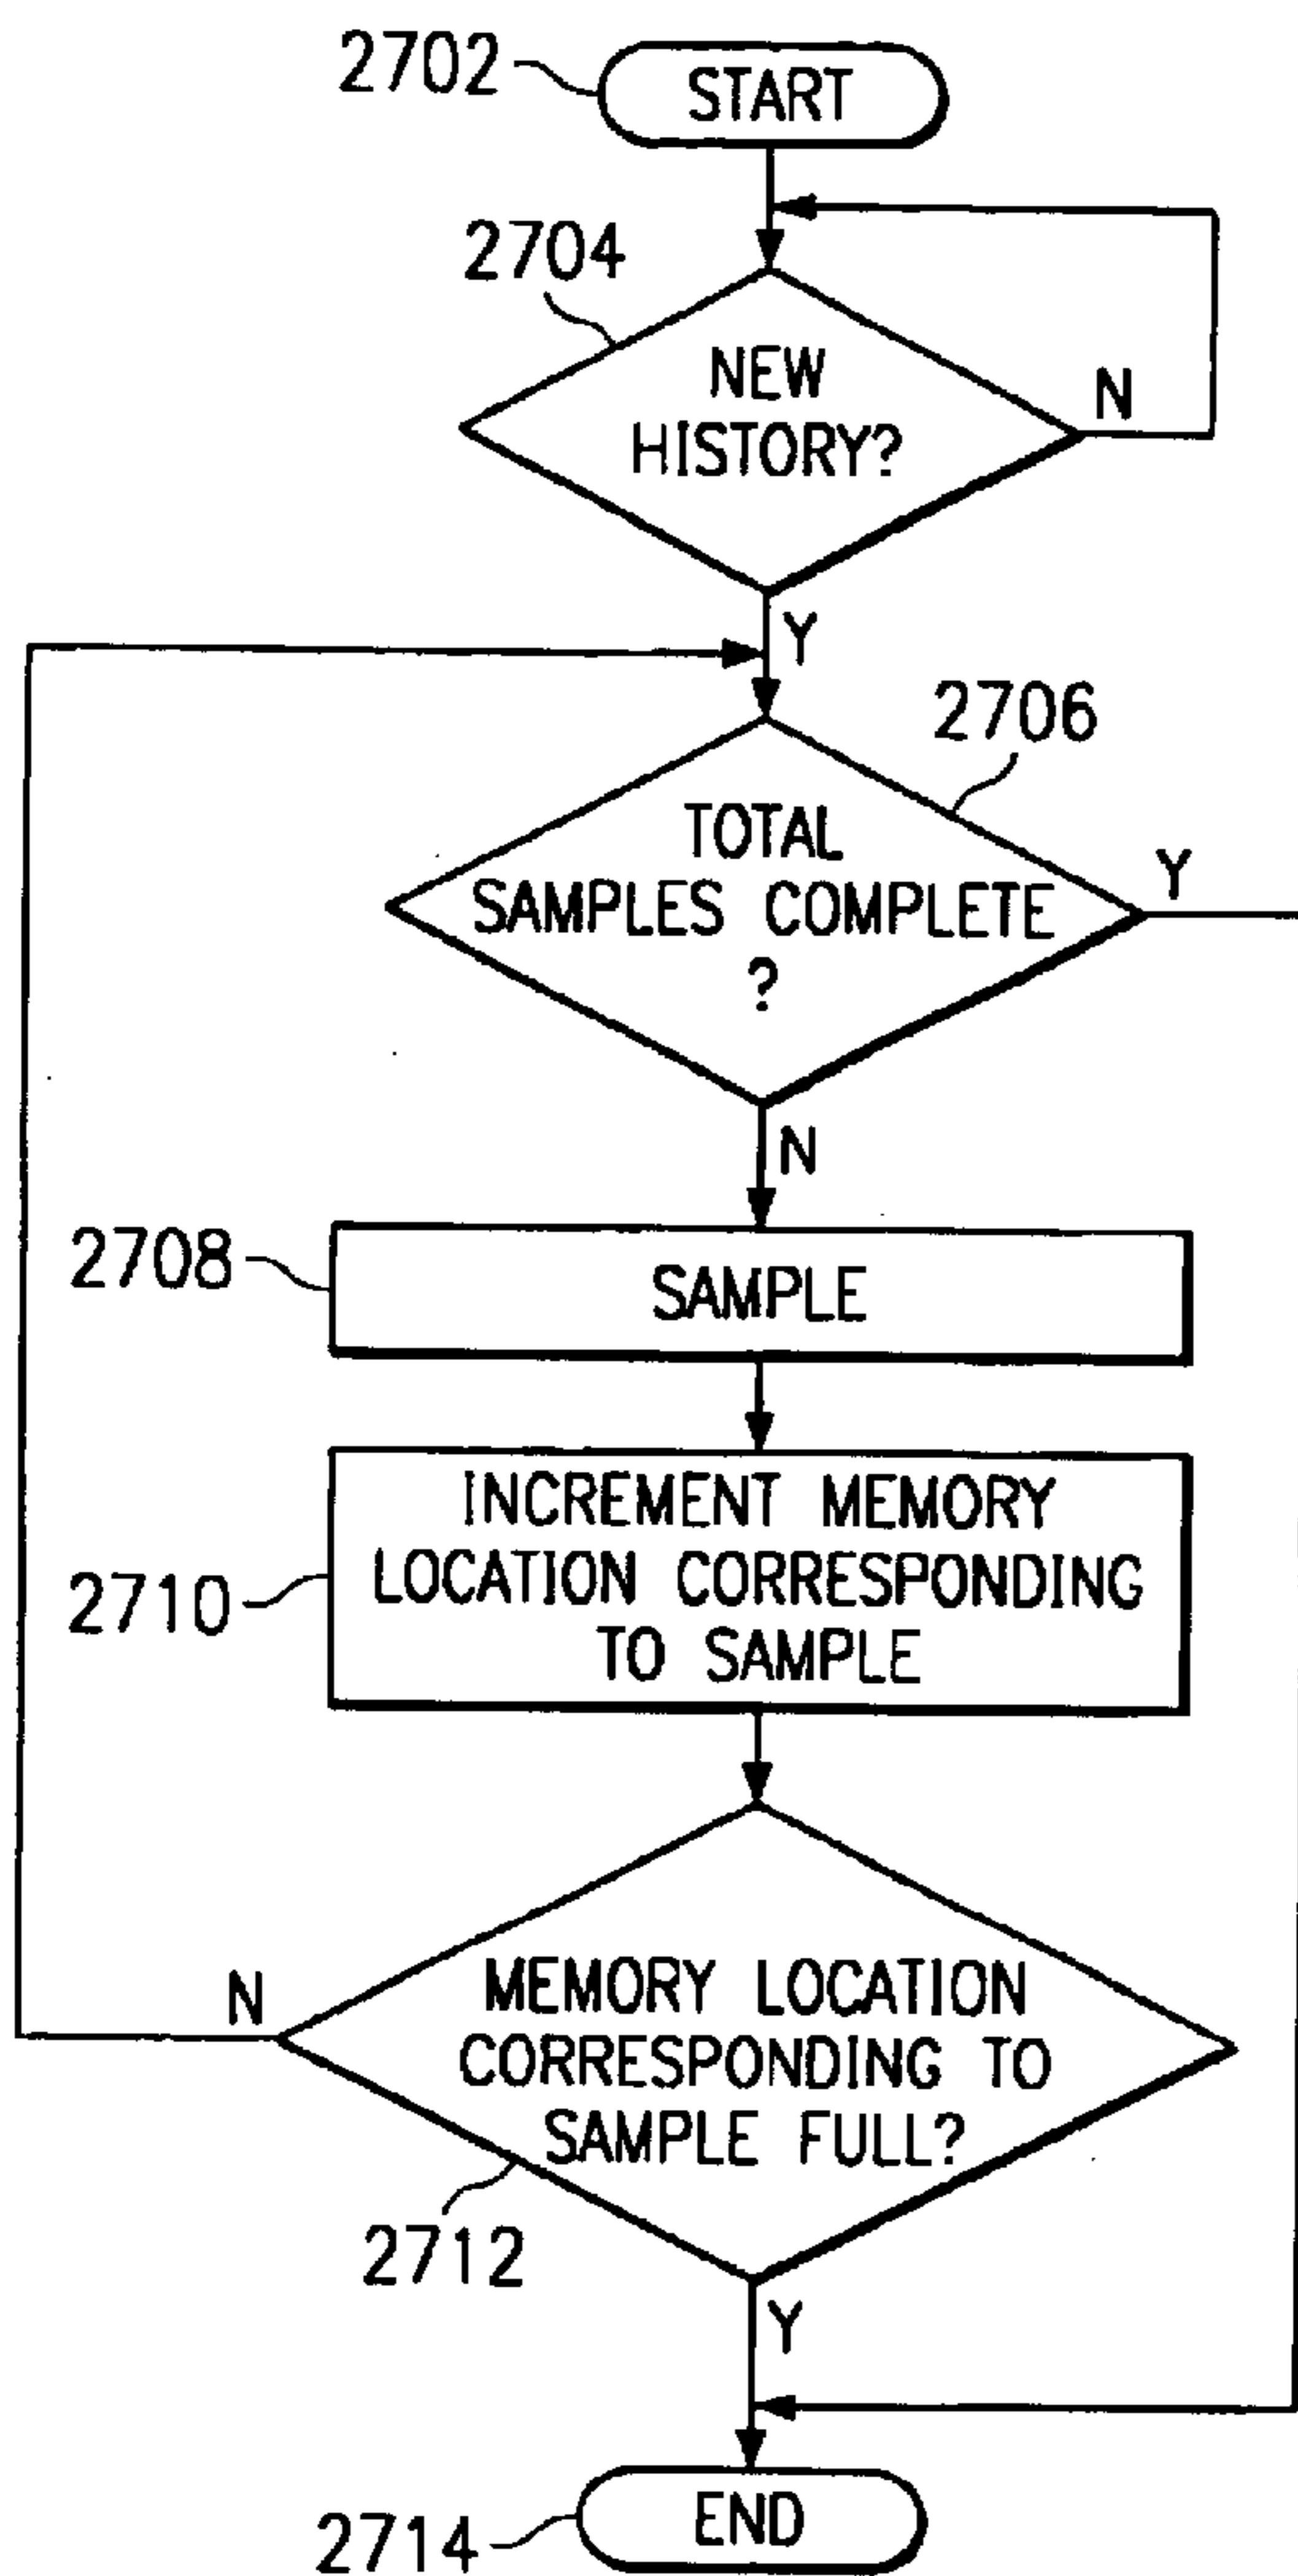 2702
START
2704
NEW
HISTORY?
N
Y
2706
TOTAL
SAMPLES COMPLETE
?
Y
N
2708
SAMPLE
INCREMENT MEMORY
2710
LOCATION CORRESPONDING
TO SAMPLE
N
MEMORY LOCATION
CORRESPONDING TO
SAMPLE FULL?
2712
Y
END
2714